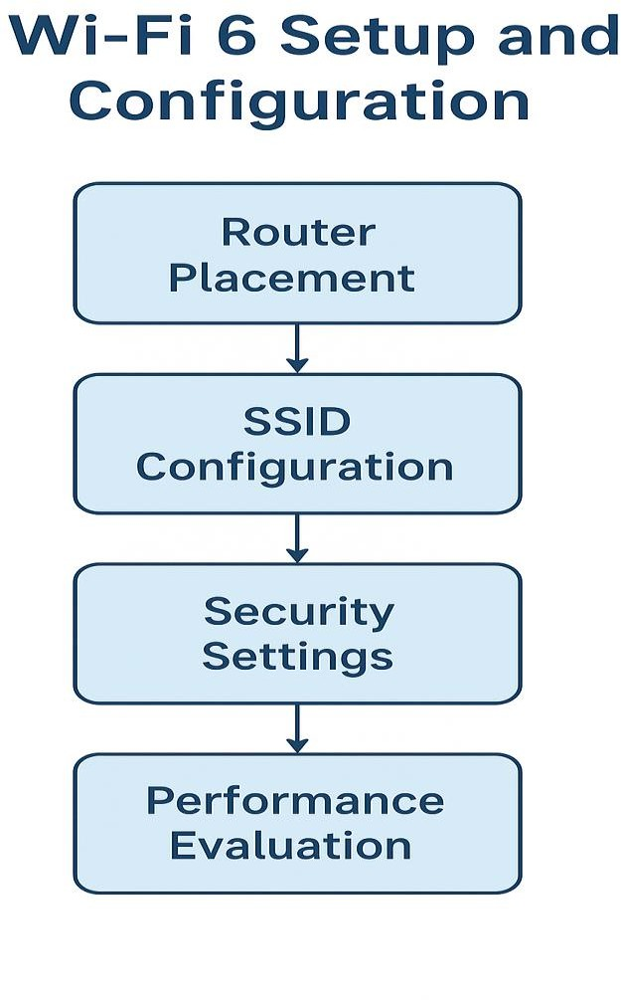 Wi-Fi 6 Setup and
Configuration
Router
Placement
SSID
Configuration
Security
Settings
Performance
Evaluation